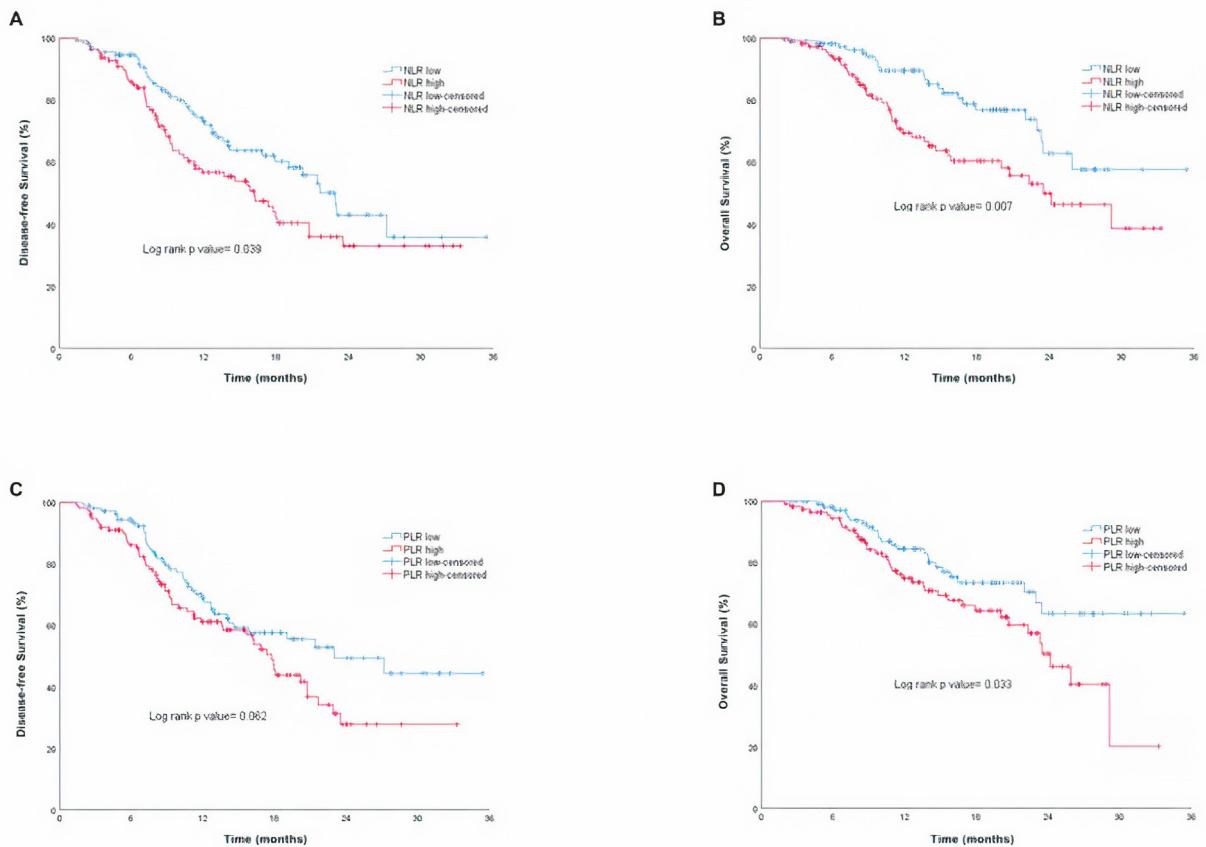 A
Disease-free Survival (%)
100
80
60
40
20
0
0 6 12 18 24 30 36
Time (months)
NLR low
NLR high
NLR low-censored
NLR high-censored
Log rank p value= 0.039
B
Overall Survival (%)
100
80
60
40
20
0
0 6 12 18 24 30 36
Time (months)
NLR low
NLR high
NLR low-censored
NLR high-censored
Log rank p value= 0.007
C
Disease-free Survival (%)
100
80
60
40
20
0
0 6 12 18 24 30 36
Time (months)
PLR low
PLR high
PLR low-censored
PLR high-censored
Log rank p value= 0.062
D
Overall Survival (%)
100
80
60
40
20
0
0 6 12 18 24 30 36
Time (months)
PLR low
PLR high
PLR low-censored
PLR high-censored
Log rank p value= 0.033